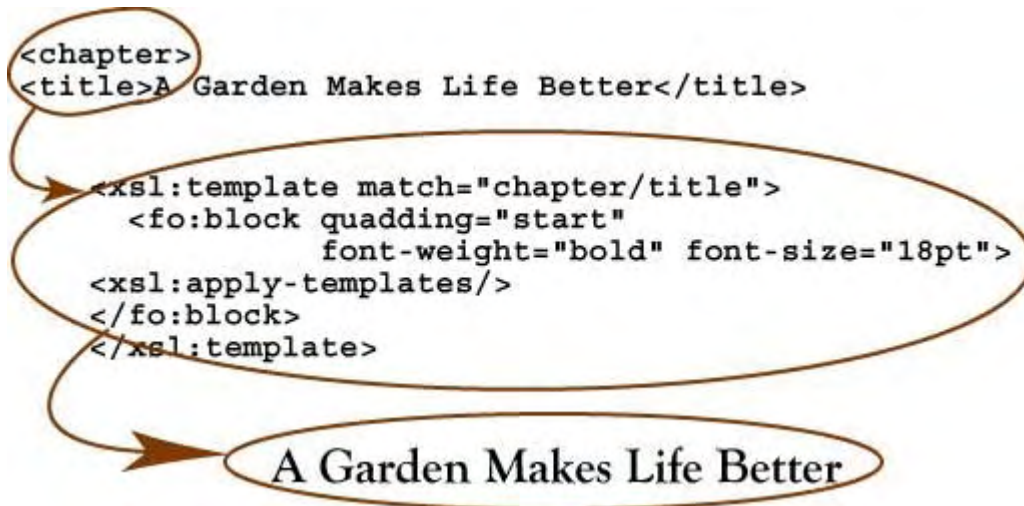 <chapter>
<title>A Garden Makes Life Better</title>
<xsl:template match="chapter/title">
<fo:block quadding="start"
font-weight="bold" font-size="18pt">
<xsl:apply-templates/>
</fo:block>
</xsl:template>
A Garden Makes Life Better